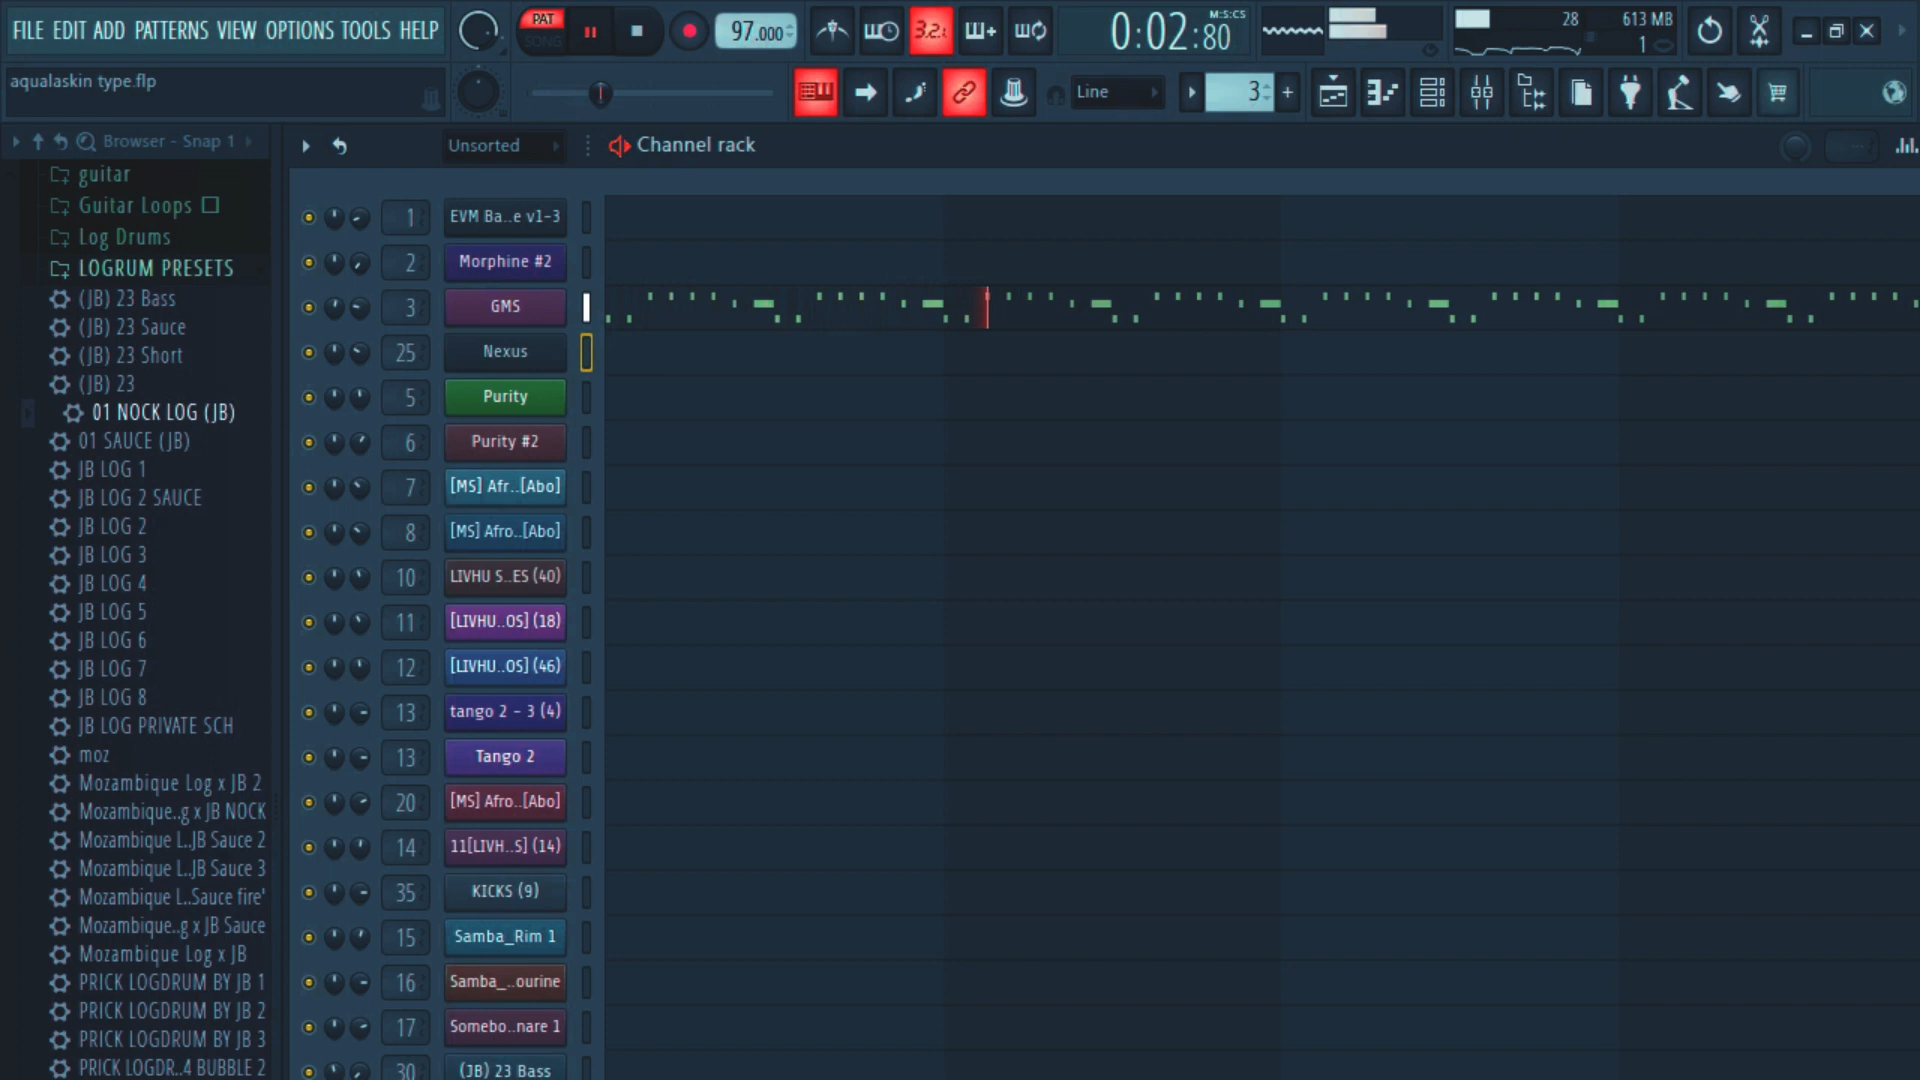 FILE EDIT ADD PATTERNS VIEW OPTIONS TOOLS HELP
PAT
SONG
97.000
3.2.
0:02:80
M:S:CS
28
613 MB
1
aqualaskin type.flp
Line
3
Browser - Snap 1
Unsorted
Channel rack
guitar
Guitar Loops
Log Drums
LOGRUM PRESETS
(JB) 23 Bass
(JB) 23 Sauce
(JB) 23 Short
(JB) 23
01 NOCK LOG (JB)
01 SAUCE (JB)
JB LOG 1
JB LOG 2 SAUCE
JB LOG 2
JB LOG 3
JB LOG 4
JB LOG 5
JB LOG 6
JB LOG 7
JB LOG 8
JB LOG PRIVATE SCH
moz
Mozambique Log x JB 2
Mozambique..g x JB NOCK
Mozambique L..JB Sauce 2
Mozambique L..JB Sauce 3
Mozambique L..Sauce fire'
Mozambique..g x JB Sauce
Mozambique Log x JB
PRICK LOGDRUM BY JB 1
PRICK LOGDRUM BY JB 2
PRICK LOGDRUM BY JB 3
PRICK LOGDR..4 BUBBLE 2
1 EVM Ba..e v1-3
2 Morphine #2
3 GMS
25 Nexus
5 Purity
6 Purity #2
7 [MS] Afr..[Abo]
8 [MS] Afro..[Abo]
10 LIVHU S..ES (40)
11 [LIVHU..OS] (18)
12 [LIVHU..OS] (46)
13 tango 2 - 3 (4)
13 Tango 2
20 [MS] Afro..[Abo]
14 11[LIVH..S] (14)
35 KICKS (9)
15 Samba_Rim 1
16 Samba_..ourine
17 Somebo..nare 1
30 (JB) 23 Bass